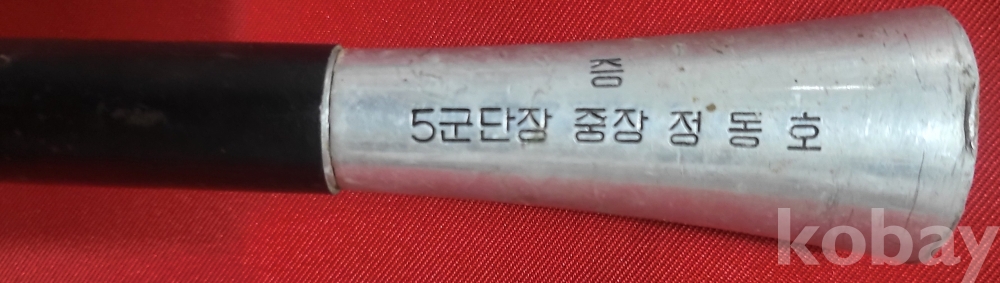 증
5군단장 중장 정동호
kobay